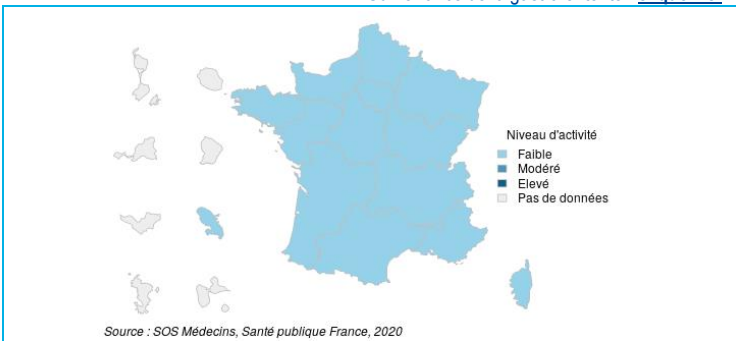 Niveau d'activité
Faible
Modéré
Elevé
Pas de données
Source : SOS Médecins, Santé publique France, 2020